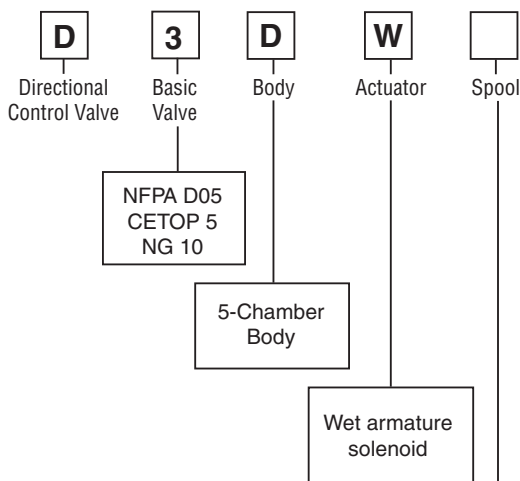 D 3 D W
Directional
Control Valve
Basic
Valve
Body
Actuator
Spool
NFPA D05
CETOP 5
NG 10
5-Chamber
Body
Wet armature
solenoid